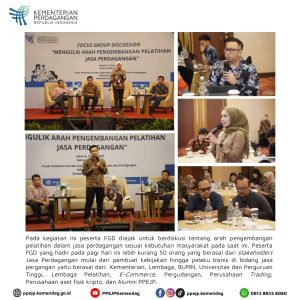 KEMENTERIAN
PERDAGANGAN
REPUBLIK INDONESIA
FOCUS GROUP DISCUSSION
"MENGULIK ARAH PENGEMBANGAN PELATIHAN
JASA PERDAGANGAN"
GULIK ARAH PENGEMBANGAN PELATIHAN
JASA PERDAGANGAN"
Pada kegiatan ini peserta FGD diajak untuk berdiskusi tentang arah pengembangan
pelatihan dalam jasa perdagangan sesuai kebutuhan masyarakat pada saat ini. Peserta
FGD yang hadir pada pagi hari ini lebih kurang 50 orang yang berasal dari stakeholders
Jasa Perdagangan mulai dari pembuat kebijakan hingga pelaku bisnis di bidang jasa
pergangan yaitu berasal dari: Kementerian, Lembaga, BUMN, Universitas dan Perguruan
Tinggi, Lembaga Pelatihan, E-Commerce, Pergudangan, Perusahaan Trading,
Perusahaan aset fisik kripto, dan Alumni PPEJP.
ppejp.kemendag.go.id
PPEJPKemendag
ppejp.kemendag
0813 8835 6060